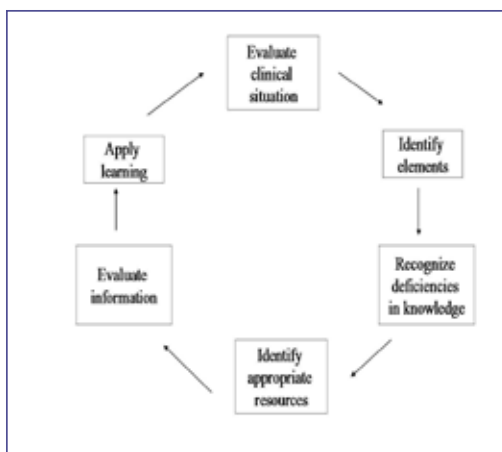 Evaluate
clinical
situation
Identify
elements
Recognize
deficiencies
in knowledge
Identify
appropriate
resources
Evaluate
information
Apply
learning